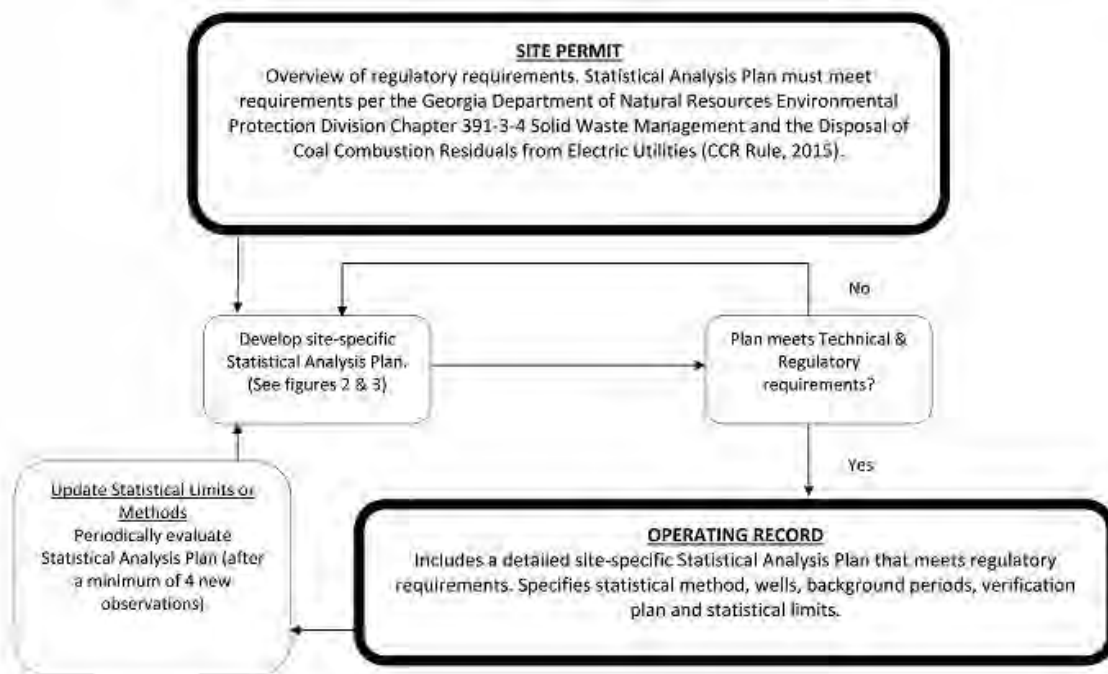 SITE PERMIT
Overview of regulatory requirements. Statistical Analysis Plan must meet
requirements per the Georgia Department of Natural Resources Environmental
Protection Division Chapter 391-3-4 Solid Waste Management and the Disposal of
Coal Combustion Residuals from Electric Utilities (CCR Rule, 2015).
No
Develop site-specific
Statistical Analysis Plan.
(See figures 2 & 3)
Plan meets Technical &
Regulatory
requirements?
Yes
Update Statistical Limits or
Methods
Periodically evaluate
Statistical Analysis Plan (after
a minimum of 4 new
observations)
OPERATING RECORD
Includes a detailed site-specific Statistical Analysis Plan that meets regulatory
requirements. Specifies statistical method, wells, background periods, verification
plan and statistical limits.